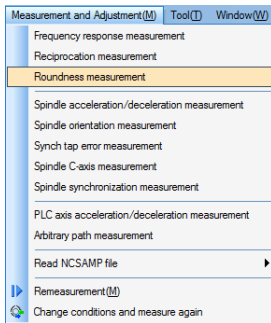 Measurement and Adjustment(M) Tool(T) Window(W)
Frequency response measurement
Reciprocation measurement
Roundness measurement
Spindle acceleration/deceleration measurement
Spindle orientation measurement
Synch tap error measurement
Spindle C-axis measurement
Spindle synchronization measurement
PLC axis acceleration/deceleration measurement
Arbitrary path measurement
Read NCSAMP file
Remeasurement(M)
Change conditions and measure again